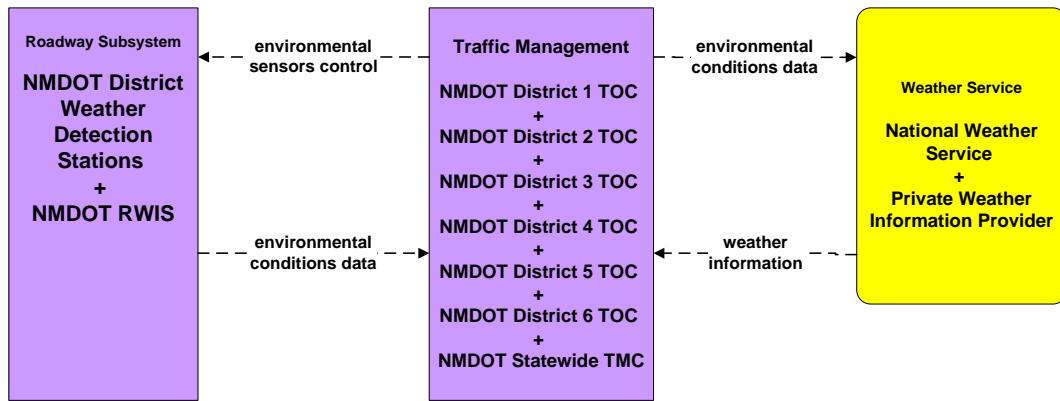 Roadway Subsystem
NMDOT District
Weather
Detection
Stations
+
NMDOT RWIS
environmental
sensors control
environmental
conditions data
Traffic Management
NMDOT District 1 TOC
+
NMDOT District 2 TOC
+
NMDOT District 3 TOC
+
NMDOT District 4 TOC
+
NMDOT District 5 TOC
+
NMDOT District 6 TOC
+
NMDOT Statewide TMC
environmental
conditions data
weather
information
Weather Service
National Weather
Service
+
Private Weather
Information Provider